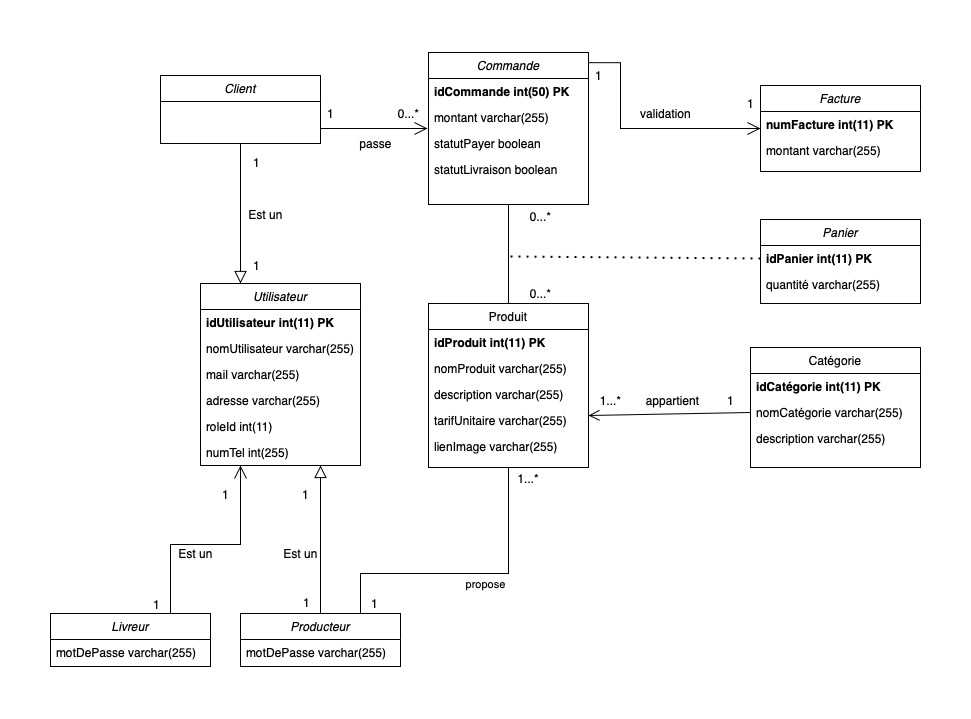 Client
1
0...*
passe
Commande
idCommande int(50) PK
montant varchar(255)
statutPayer boolean
statutLivraison boolean
1
validation
1
Facture
numFacture int(11) PK
montant varchar(255)
1
Est un
1
0...*
0...*
Panier
idPanier int(11) PK
quantité varchar(255)
Utilisateur
idUtilisateur int(11) PK
nomUtilisateur varchar(255)
mail varchar(255)
adresse varchar(255)
roleId int(11)
numTel int(255)
Produit
idProduit int(11) PK
nomProduit varchar(255)
description varchar(255)
tarifUnitaire varchar(255)
lienImage varchar(255)
1...*
appartient
1
Catégorie
idCatégorie int(11) PK
nomCatégorie varchar(255)
description varchar(255)
1
1
1...*
Est un
Est un
propose
1
1
1
Livreur
motDePasse varchar(255)
Producteur
motDePasse varchar(255)